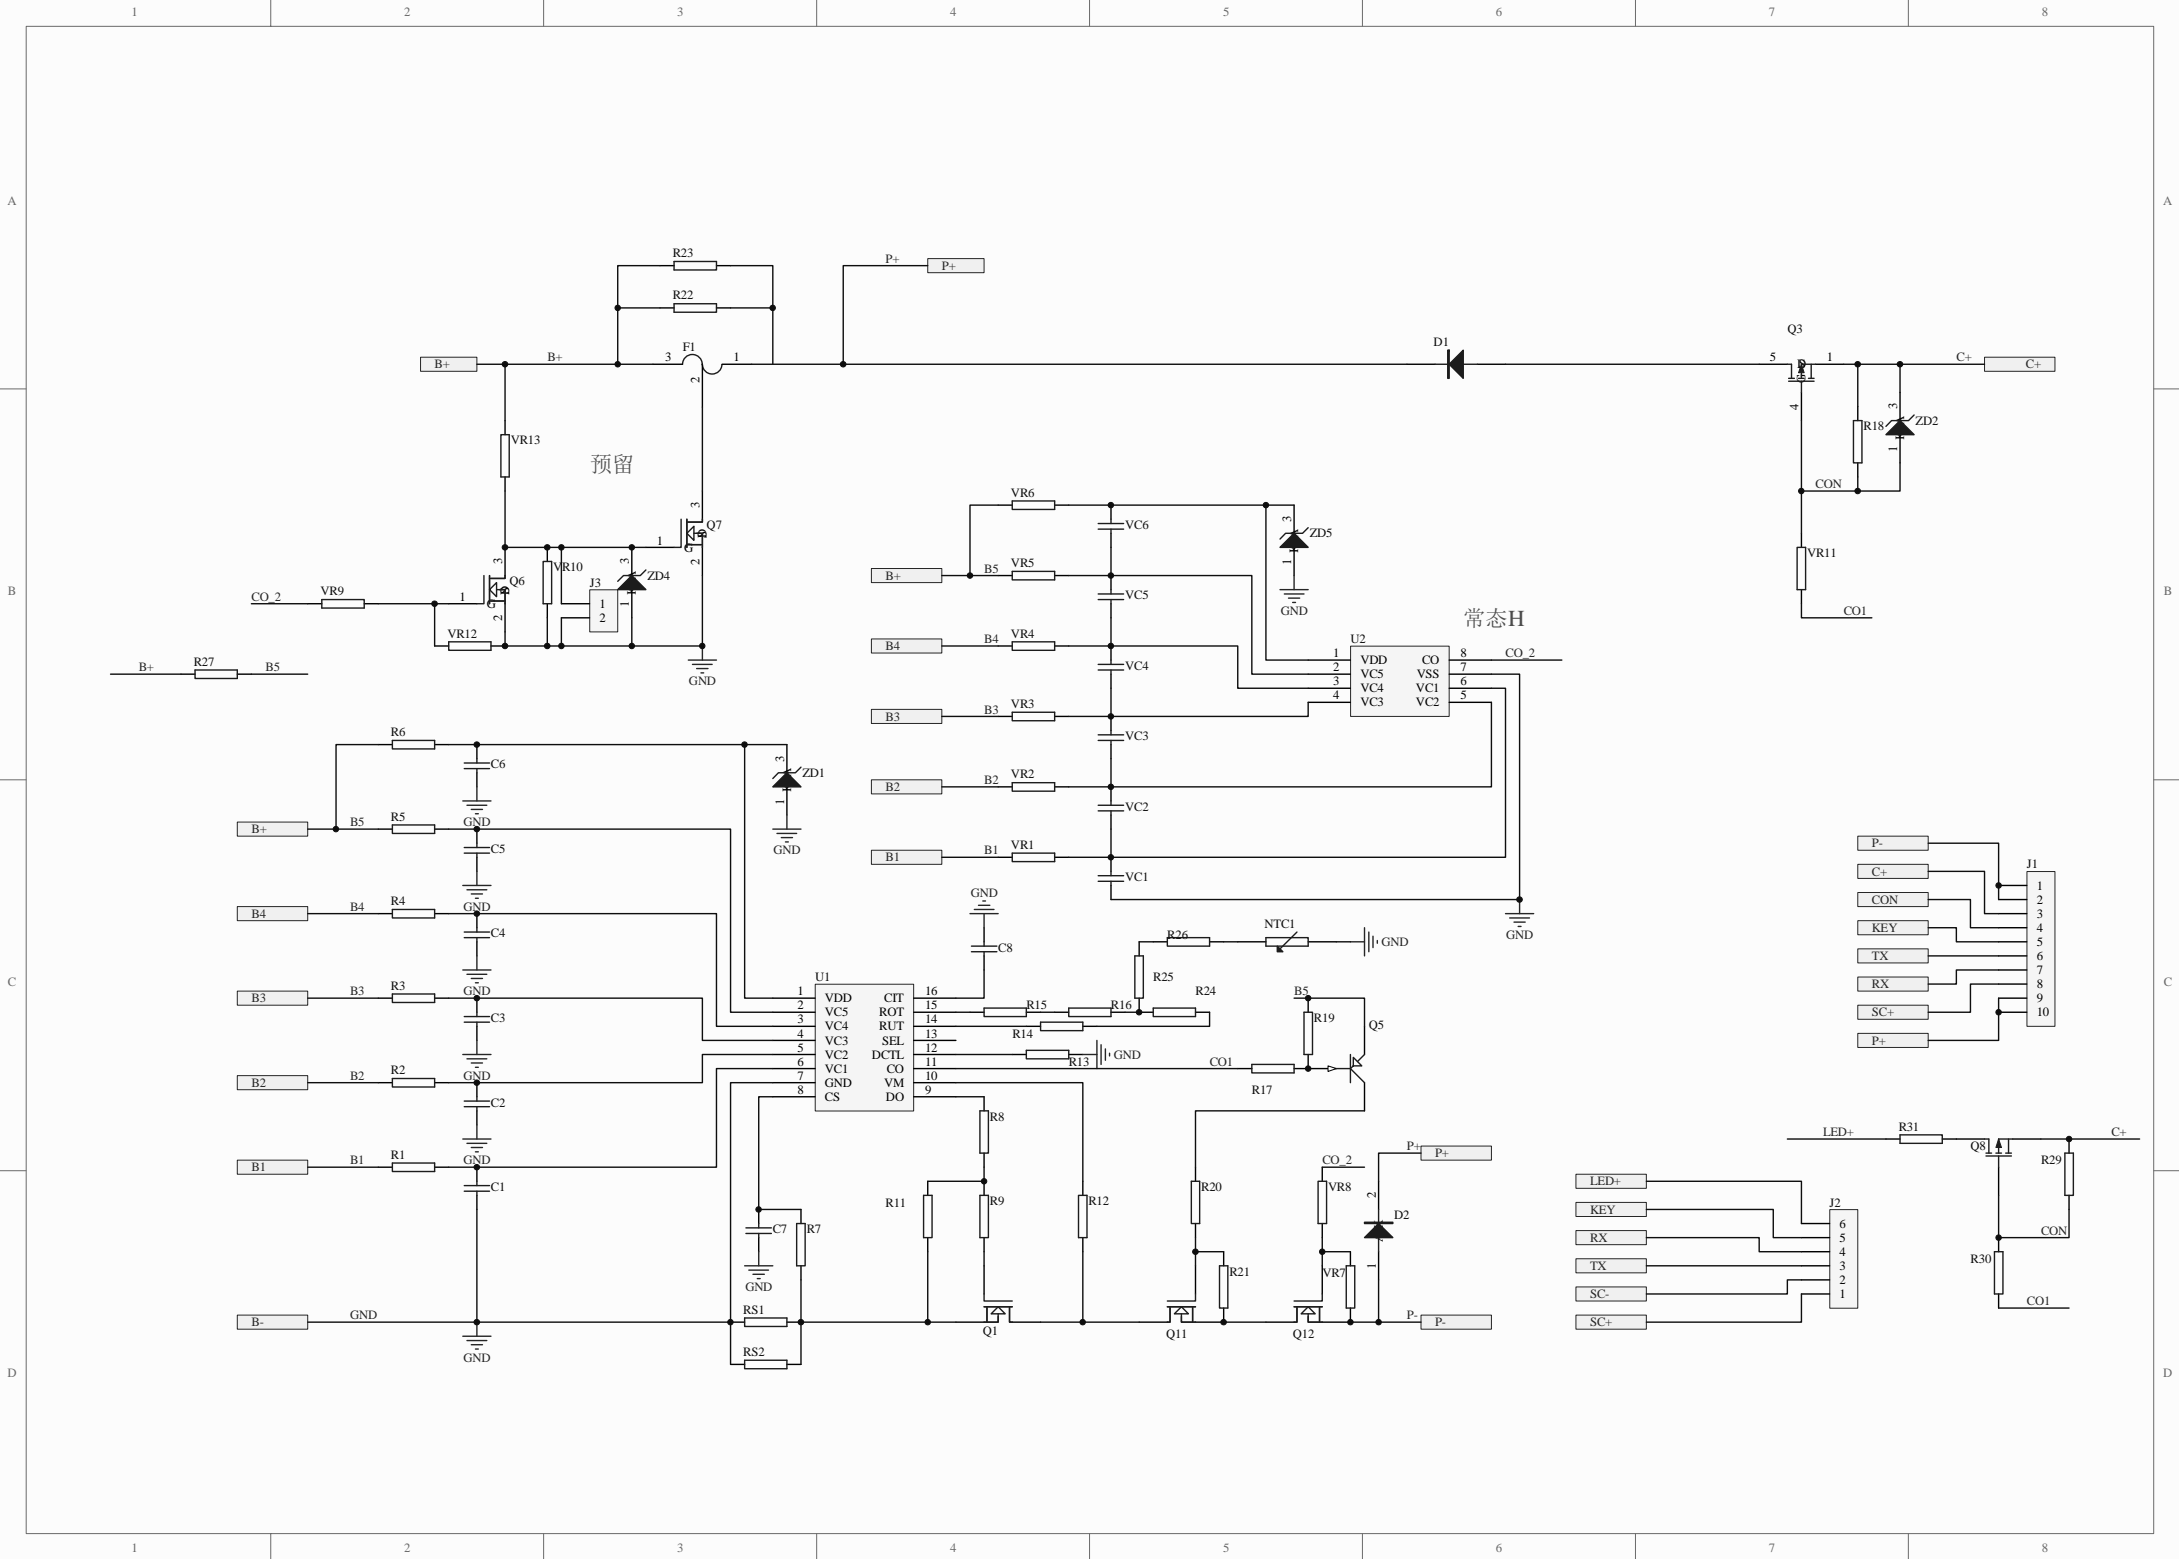 1 2 3 4 5 6 7 8
A A
R23
P+ P+
R22
Q3
F1
D1
B+ B+ 3 1 5 D 1 C+ C+
2
4 3
R18 ZD2
1
VR13
预留
CON
VR6
3
VC6
3
ZD5
Q7
1 G D
VR11
3 VR10 3 ZD4 2
B+ B5 VR5 1
Q6
B B
J3
CO_2 VR9 1 G D 1 1
2 2
VC5
GND
CO1
常态H
VR12
B4 B4 VR4 U2
1 VDD CO 8 CO_2
B+ R27 B5
VC4
2 VC5 VSS 7
GND
3 VC4 VC1 6
4 VC3 VC2 5
B3 B3 VR3
R6
VC3
C6
3
ZD1
B2 B2 VR2
1
VC2
GND
B+ B5 R5
GND
P-
C5
B1 B1 VR1
J1
C+ 1
VC1
GND
CON 2
3
B4 B4 R4
GND
KEY 4
C4
R26 NTC1 GND
GND
5
C8
TX 6
GND
C C
R25
U1
RX 7
8
B3 B3 R3
R24
1 VDD CIT 16
B5
9
2 VC5 ROT 15 R15 R16
SC+ 10
C3
3 VC4 RUT 14 R14
R19 Q5
4 VC3 SEL 13
P+
GND
5 VC2 DCTL 12 R13 GND
6 VC1 CO 11 CO1 R17
B2 B2 R2
7 GND VM 10
8 CS DO 9
C2
R8
LED+ R31 Q8 C+
GND
B1 B1 R1
P+ P+
R29
CO_2
C1
LED+
R11 R9 R12 R20 VR8 2
J2
KEY 6
D2
C7 R7
CON
RX 5
4
R21 VR7 1
TX 3
R30
GND
SC- 2
1
CO1
RS1
B- GND
P- P-
SC+
Q1 Q11 Q12
RS2
GND
D D
1 2 3 4 5 6 7 8